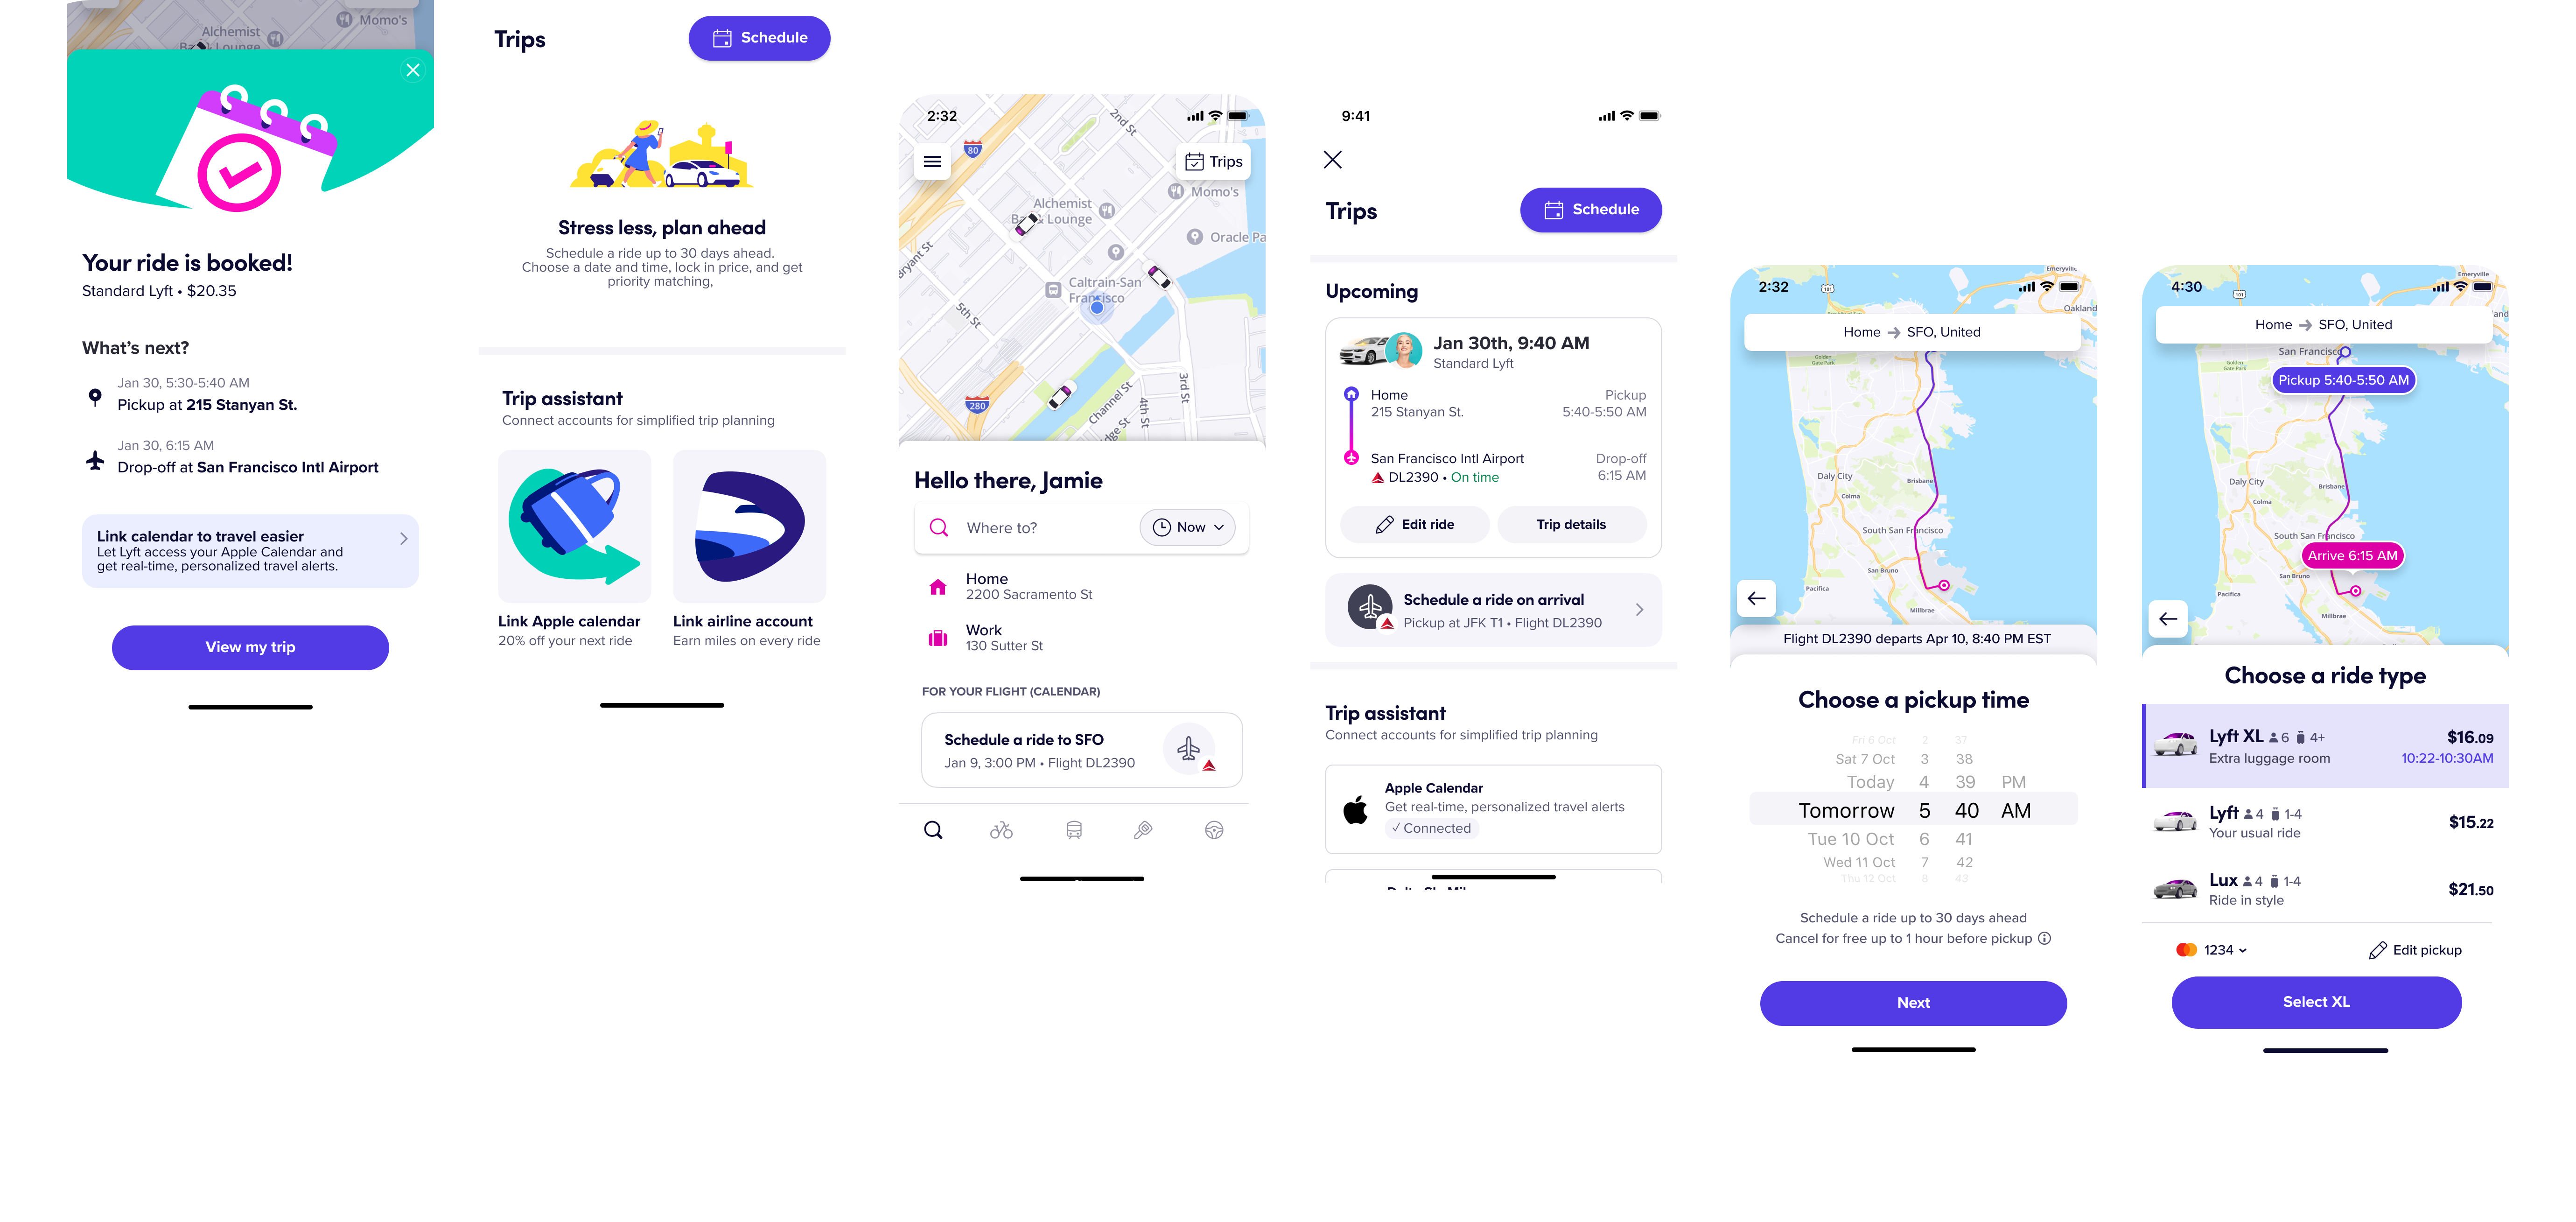 Momo's
Alchemist
Lounge
Your ride is booked!
Standard Lyft • $20.35
What's next?
Jan 30, 5:30-5:40 AM
Pickup at 215 Stanyan St.
Jan 30, 6:15 AM
Drop-off at San Francisco Intl Airport
Link calendar to travel easier
Let Lyft access your Apple Calendar and
get real-time, personalized travel alerts.
View my trip
Trips
Schedule
Stress less, plan ahead
Schedule a ride up to 30 days ahead.
Choose a date and time, lock in price, and get
priority matching,
Trip assistant
Connect accounts for simplified trip planning
Link Apple calendar
20% off your next ride
Link airline account
Earn miles on every ride
2:32
2nd St
80
Trips
Momo's
Alchemist
Lounge
Oracle Pa
ryant St
Caltrain-San
Francisco
5th St
280
Channel St
3rd St
4th St
dge St
Hello there, Jamie
Where to?
Now
Home
2200 Sacramento St
Work
130 Sutter St
FOR YOUR FLIGHT (CALENDAR)
Schedule a ride to SFO
Jan 9, 3:00 PM • Flight DL2390
9:41
Trips
Schedule
Upcoming
Jan 30th, 9:40 AM
Standard Lyft
Home
Pickup
215 Stanyan St.
5:40-5:50 AM
San Francisco Intl Airport
Drop-off
DL2390 • On time
6:15 AM
Edit ride
Trip details
Schedule a ride on arrival
Pickup at JFK T1 • Flight DL2390
Trip assistant
Connect accounts for simplified trip planning
Apple Calendar
Get real-time, personalized travel alerts
✓ Connected
2:32
101
Emeryville
Oakland
Home → SFO, United
Golden
Gate Park
Daly City
Colma
Brisbane
South San Francisco
San Bruno
Pacifica
Millbrae
Flight DL2390 departs Apr 10, 8:40 PM EST
Choose a pickup time
Fri 6 Oct 2 37
Sat 7 Oct 3 38
Today 4 39 PM
Tomorrow 5 40 AM
Tue 10 Oct 6 41
Wed 11 Oct 7 42
Thu 12 Oct 8 43
Schedule a ride up to 30 days ahead
Cancel for free up to 1 hour before pickup
Next
4:30
101
Emeryville
and
Home → SFO, United
San Francisco
Golden
Gate Park
Pickup 5:40-5:50 AM
Daly City
Brisbane
Colma
South San Francisco
Arrive 6:15 AM
San Bruno
Pacifica
Millbrae
Choose a ride type
Lyft XL 6 4+
$16.09
Extra luggage room
10:22-10:30AM
Lyft 4 1-4
$15.22
Your usual ride
Lux 4 1-4
$21.50
Ride in style
1234
Edit pickup
Select XL